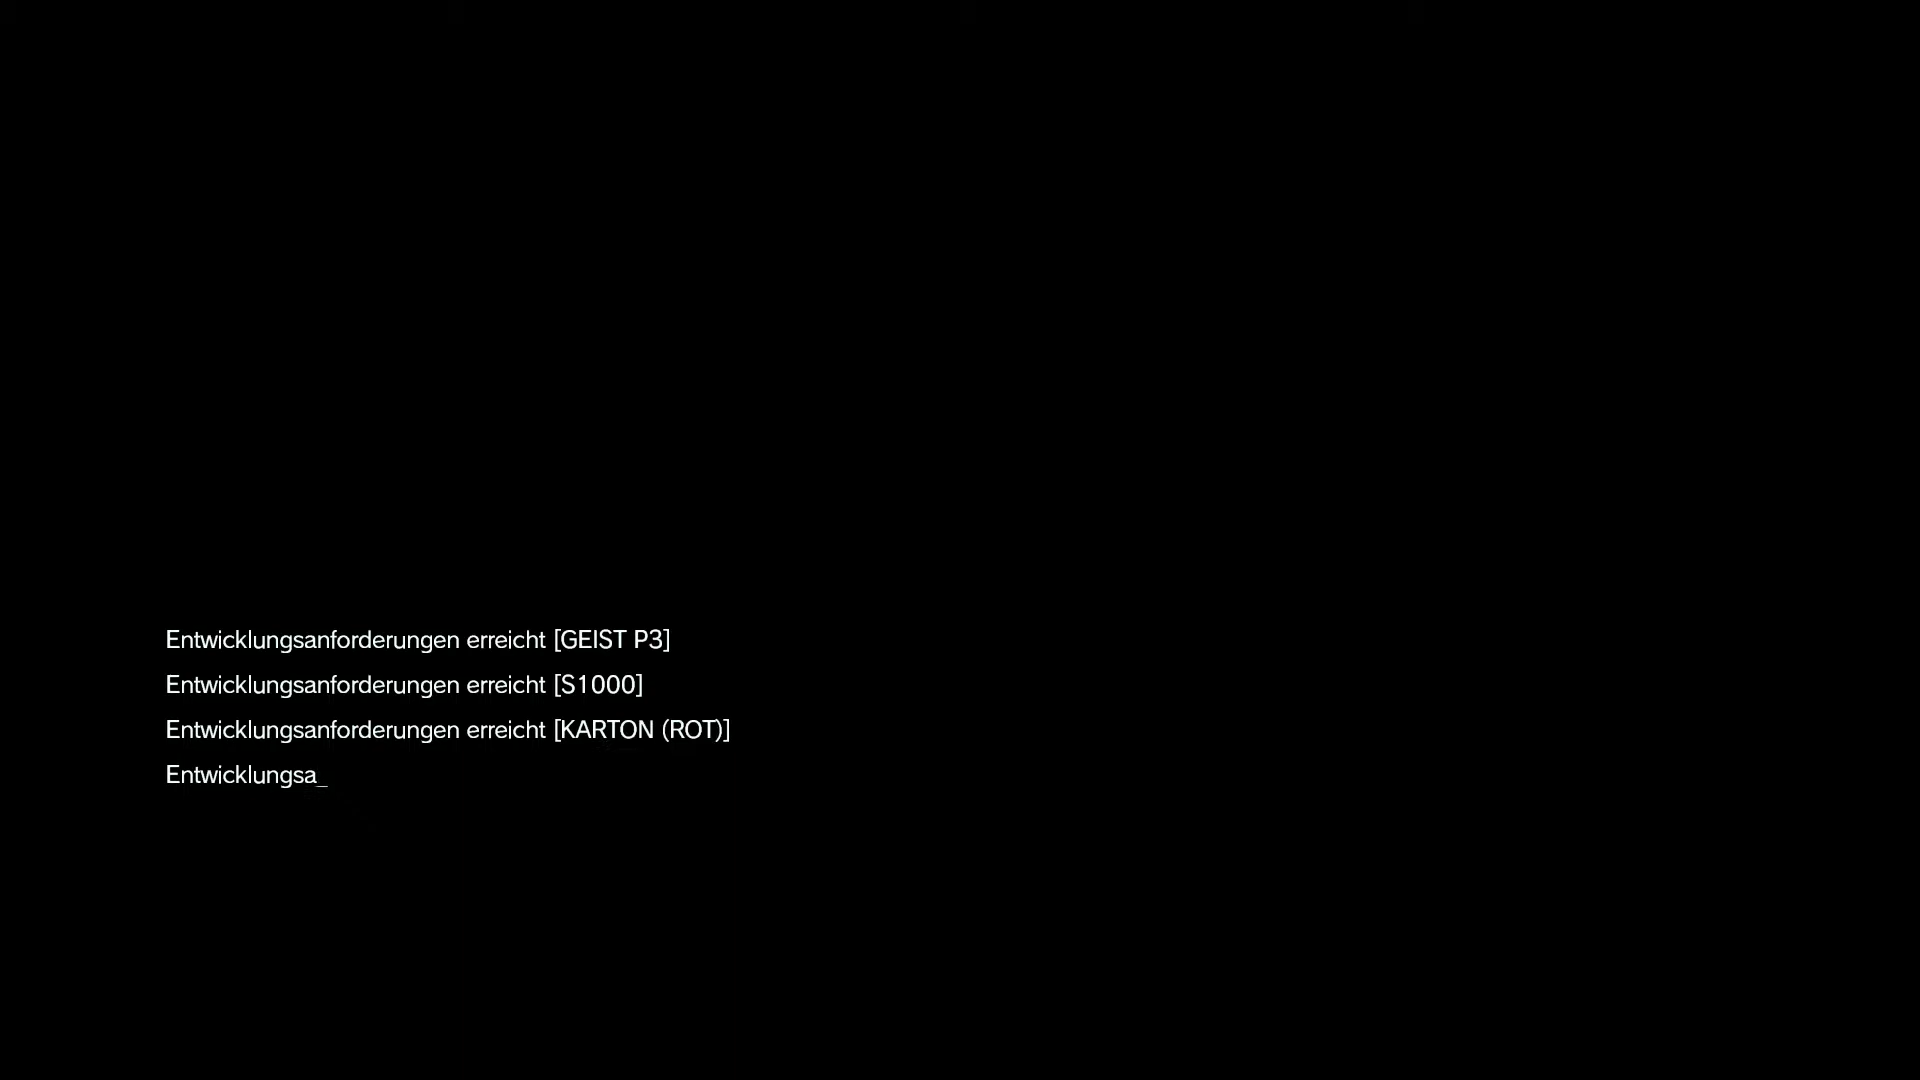 Entwicklungsanforderungen erreicht [GEIST P3]
Entwicklungsanforderungen erreicht [S1000]
Entwicklungsanforderungen erreicht [KARTON (ROT)]
Entwicklungsa_